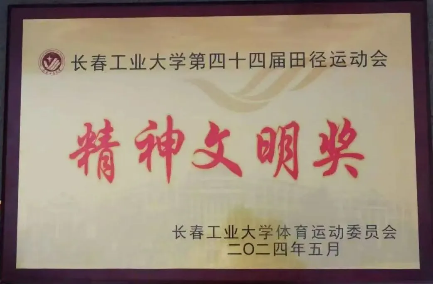 长春工业大学第四十四届田径运动会
精神文明奖
长春工业大学体育运动委员会
二〇二四年五月